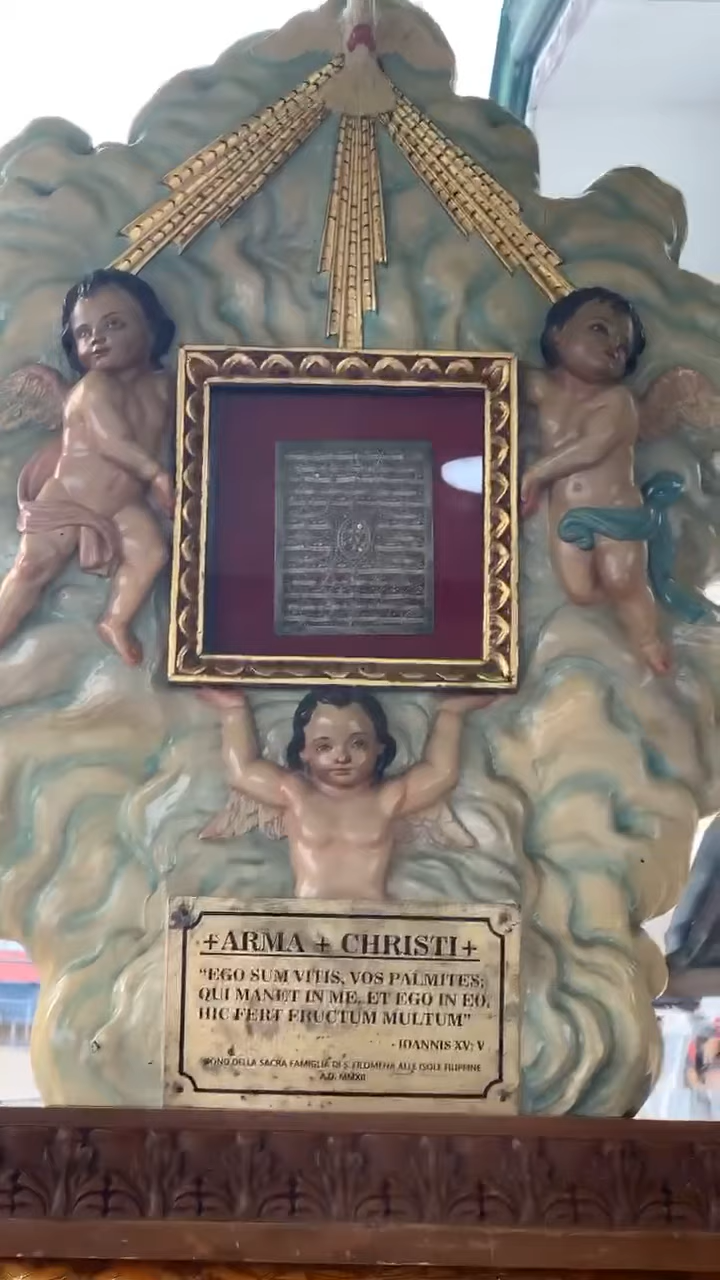 +ARMA + CHRISTI+
"EGO SUM VITIS, VOS PALMITES;
QUI MANET IN ME, ET EGO IN EO,
HIC FERT FRUCTUM MULTUM"
- IOANNIS XV: V
DONO DELLA SACRA FAMIGLIA DI S. FILOMENA ALLE ISOLE FILIPPINE
A.D. MMXII